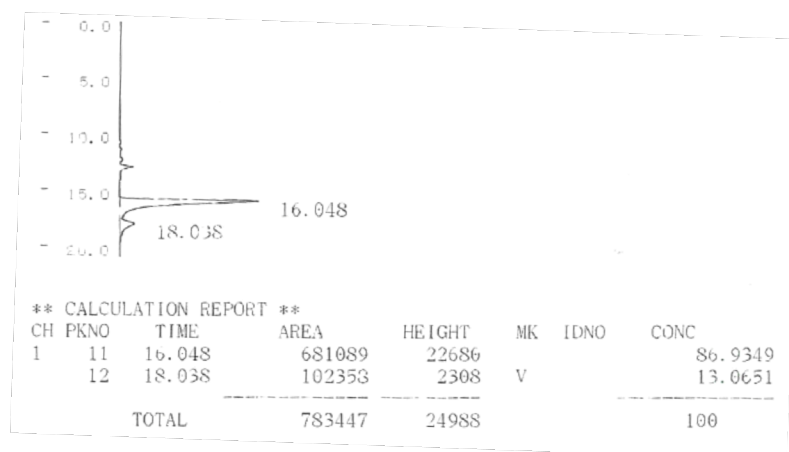 - 0.0
- 5.0
- 10.0
- 15.0
16.048
18.038
- 20.0
** CALCULATION REPORT **
CH PKNO TIME AREA HEIGHT MK IDNO CONC
1 11 16.048 681089 22680 86.9349
12 18.038 102358 2308 V 13.0651
TOTAL 783447 24988 100